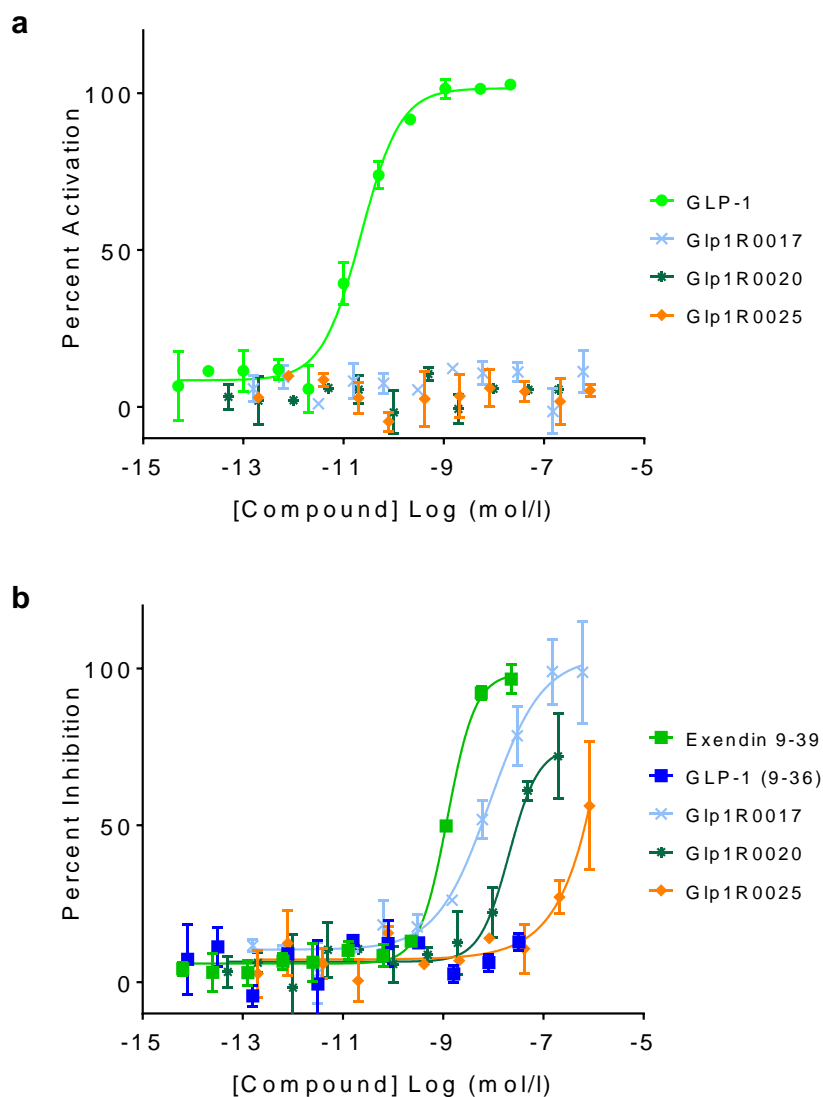 a
100
50
0
Percent Activation
-15 -13 -11 -9 -7 -5
[Compound] Log (mol/l)
GLP-1
Glp1R0017
Glp1R0020
Glp1R0025
b
100
50
0
Percent Inhibition
-15 -13 -11 -9 -7 -5
[Compound] Log (mol/l)
Exendin 9-39
GLP-1 (9-36)
Glp1R0017
Glp1R0020
Glp1R0025